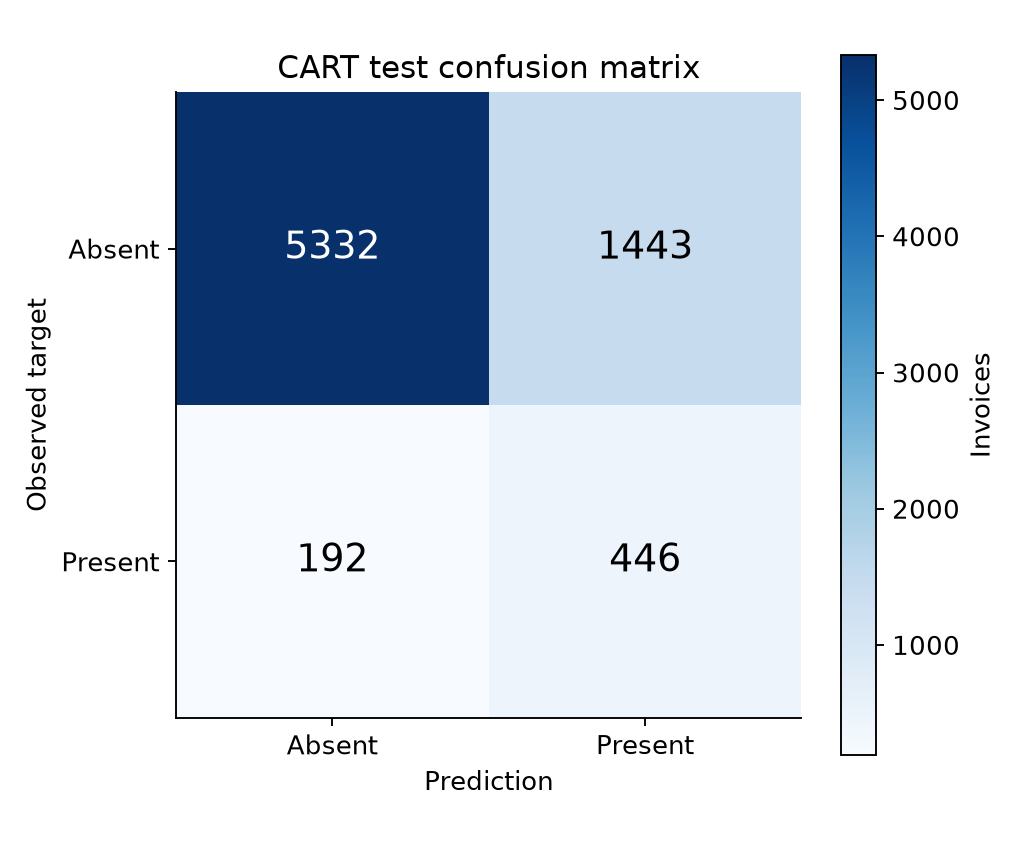 CART test confusion matrix
Observed target
Absent
Present
5332
1443
192
446
Absent
Present
Prediction
5000
4000
3000
2000
1000
Invoices